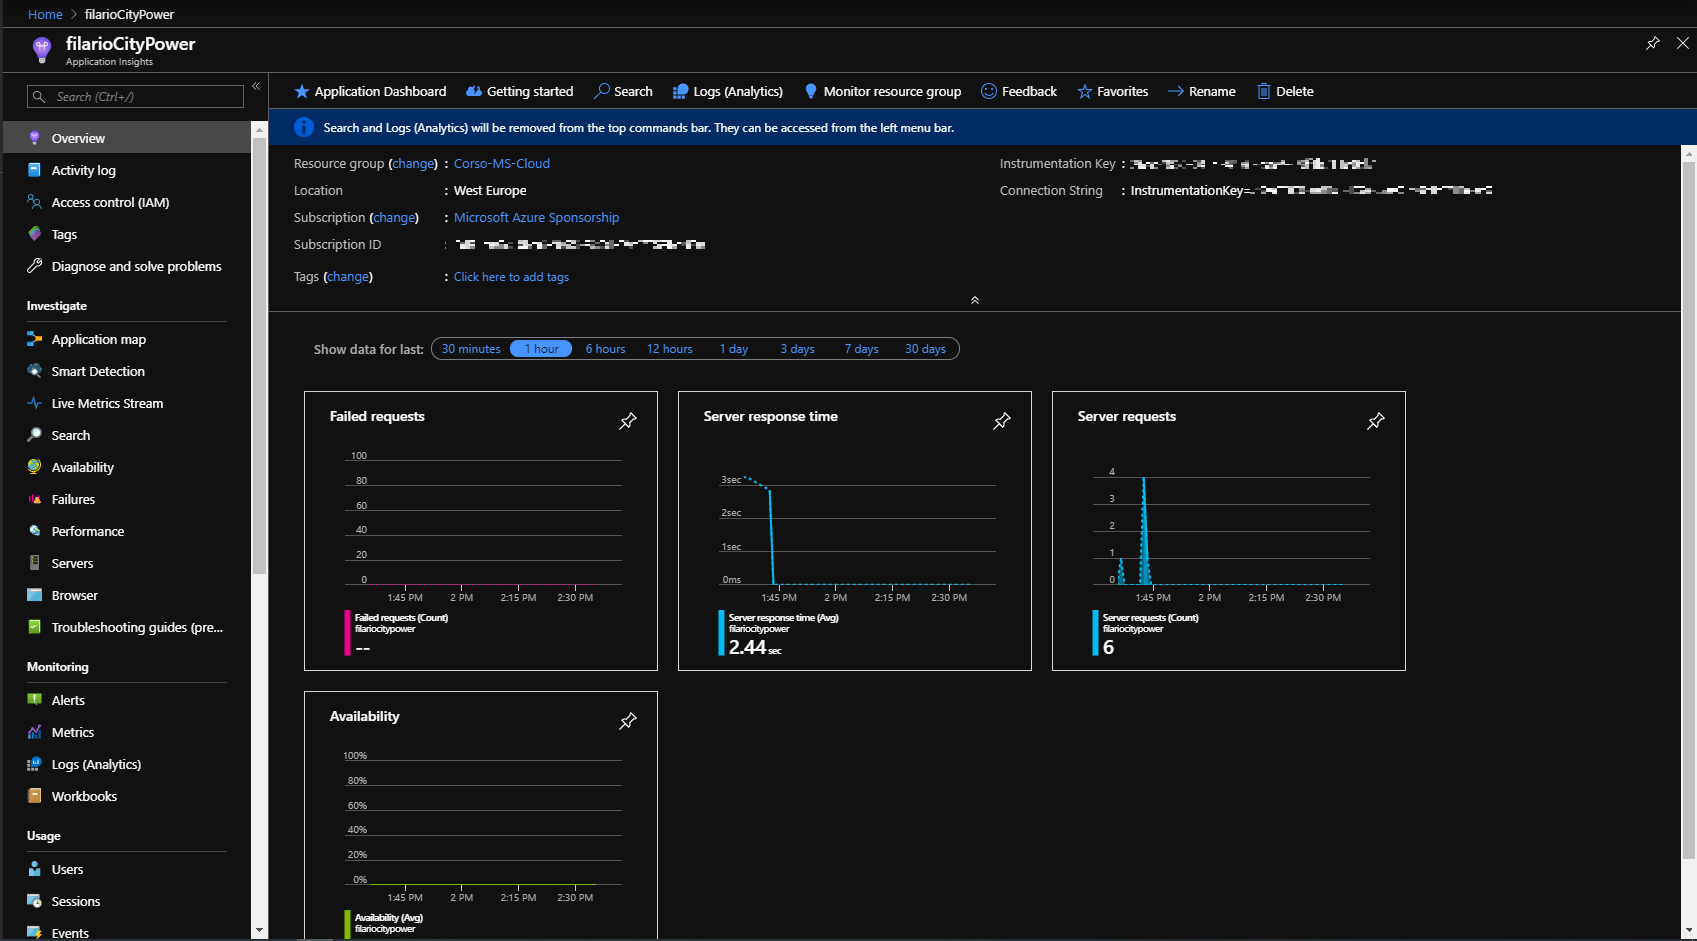 Home > filarioCityPower
filarioCityPower
Application Insights
Search (Ctrl+/)
«
Overview
Activity log
Access control (IAM)
Tags
Diagnose and solve problems
Investigate
Application map
Smart Detection
Live Metrics Stream
Search
Availability
Failures
Performance
Servers
Browser
Troubleshooting guides (pre...
Monitoring
Alerts
Metrics
Logs (Analytics)
Workbooks
Usage
Users
Sessions
Events
Application Dashboard Getting started Search Logs (Analytics) Monitor resource group Feedback Favorites Rename Delete
Search and Logs (Analytics) will be removed from the top commands bar. They can be accessed from the left menu bar.
Resource group (change) : Corso-MS-Cloud
Location : West Europe
Subscription (change) : Microsoft Azure Sponsorship
Subscription ID :
Tags (change) : Click here to add tags
Instrumentation Key :
Connection String : InstrumentationKey=
Show data for last: 30 minutes 1 hour 6 hours 12 hours 1 day 3 days 7 days 30 days
Failed requests
100
80
60
40
20
0
1:45 PM 2 PM 2:15 PM 2:30 PM
Failed requests (Count)
filariocitypower
--
Server response time
3sec
2sec
1sec
0ms
1:45 PM 2 PM 2:15 PM 2:30 PM
Server response time (Avg)
filariocitypower
2.44 sec
Server requests
4
3
2
1
0
1:45 PM 2 PM 2:15 PM 2:30 PM
Server requests (Count)
filariocitypower
6
Availability
100%
80%
60%
40%
20%
0%
1:45 PM 2 PM 2:15 PM 2:30 PM
Availability (Avg)
filariocitypower